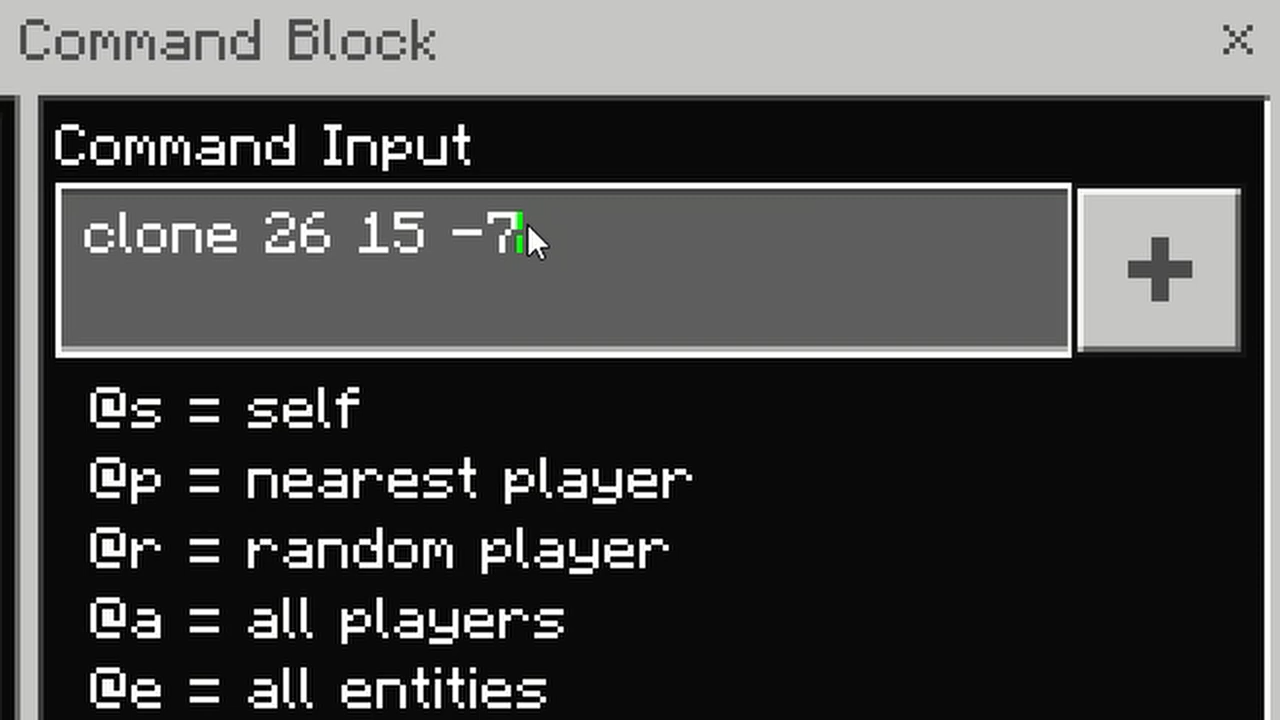 Command Block
Command Input
clone 26 15 -7
@s = self
@p = nearest player
@r = random player
@a = all players
@e = all entities